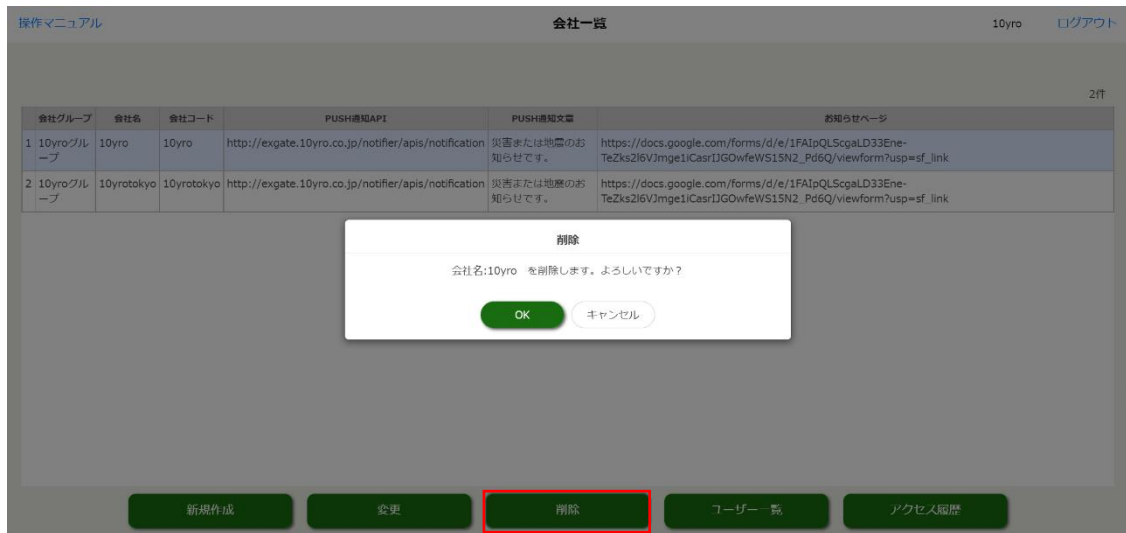 操作マニュアル 会社一覧 10yro ログアウト
2件
会社グループ 会社名 会社コード PUSH通知API PUSH通知文章 お知らせページ
1 10yroグル 10yro 10yro http://exgate.10yro.co.jp/notifier/apis/notification 災害または地震のお https://docs.google.com/forms/d/e/1FAIpQLScgaLD33Ene-
ープ 知らせです。 TeZks2l6VJmge1iCasrIJGOwfeWS15N2_Pd6Q/viewform?usp=sf_link
2 10yroグル 10yrotokyo 10yrotokyo http://exgate.10yro.co.jp/notifier/apis/notification 災害または地震のお https://docs.google.com/forms/d/e/1FAIpQLScgaLD33Ene-
ープ 知らせです。 TeZks2l6VJmge1iCasrIJGOwfeWS15N2_Pd6Q/viewform?usp=sf_link
削除
会社名:10yro を削除します。よろしいですか？
OK キャンセル
新規作成 変更 削除 ユーザー一覧 アクセス履歴